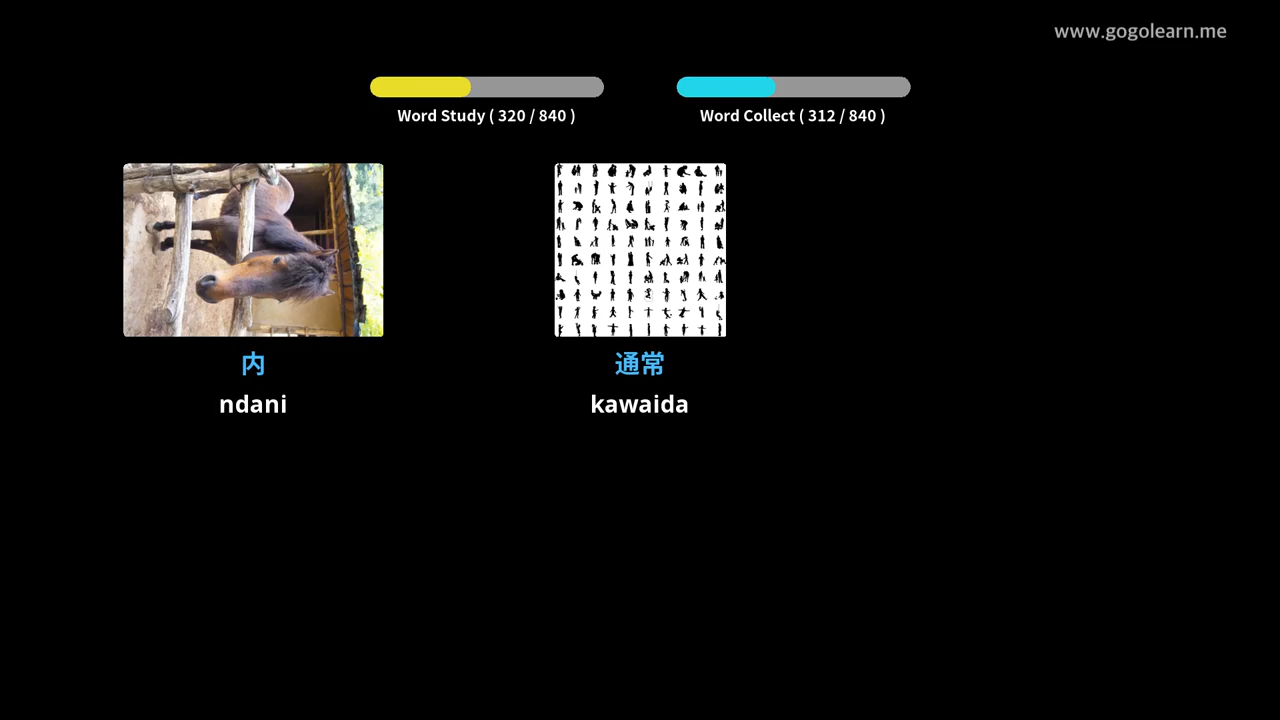 www.gogolearn.me
Word Study ( 320 / 840 )
Word Collect ( 312 / 840 )
内
通常
ndani
kawaida